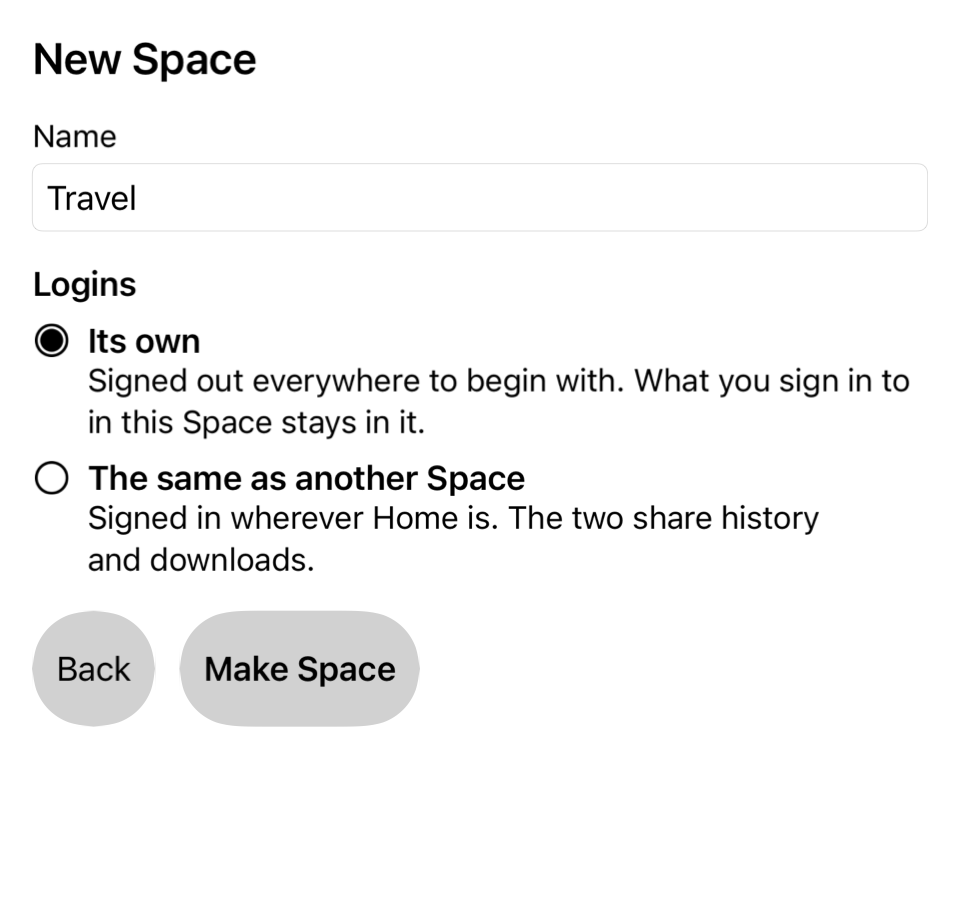 New Space
Name
Travel
Logins
Its own
Signed out everywhere to begin with. What you sign in to
in this Space stays in it.
The same as another Space
Signed in wherever Home is. The two share history
and downloads.
Back
Make Space